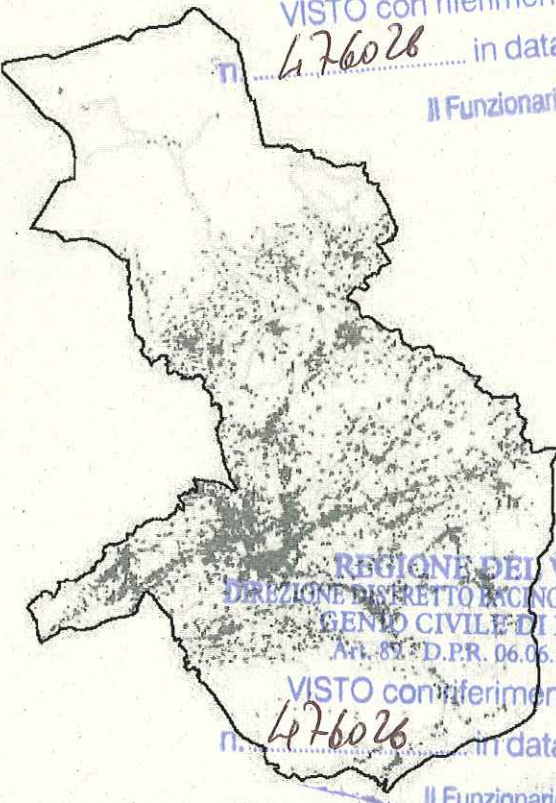 VISTO con riferimen
n. 476026 in data
Il Funzionari
REGIONE DEL V
DIREZIONE DISTRETTO BACINO
GENIO CIVILE DI
Art. 89 - D.P.R. 06.06.
VISTO con riferimen
n. 476026 in data
Il Funzionari